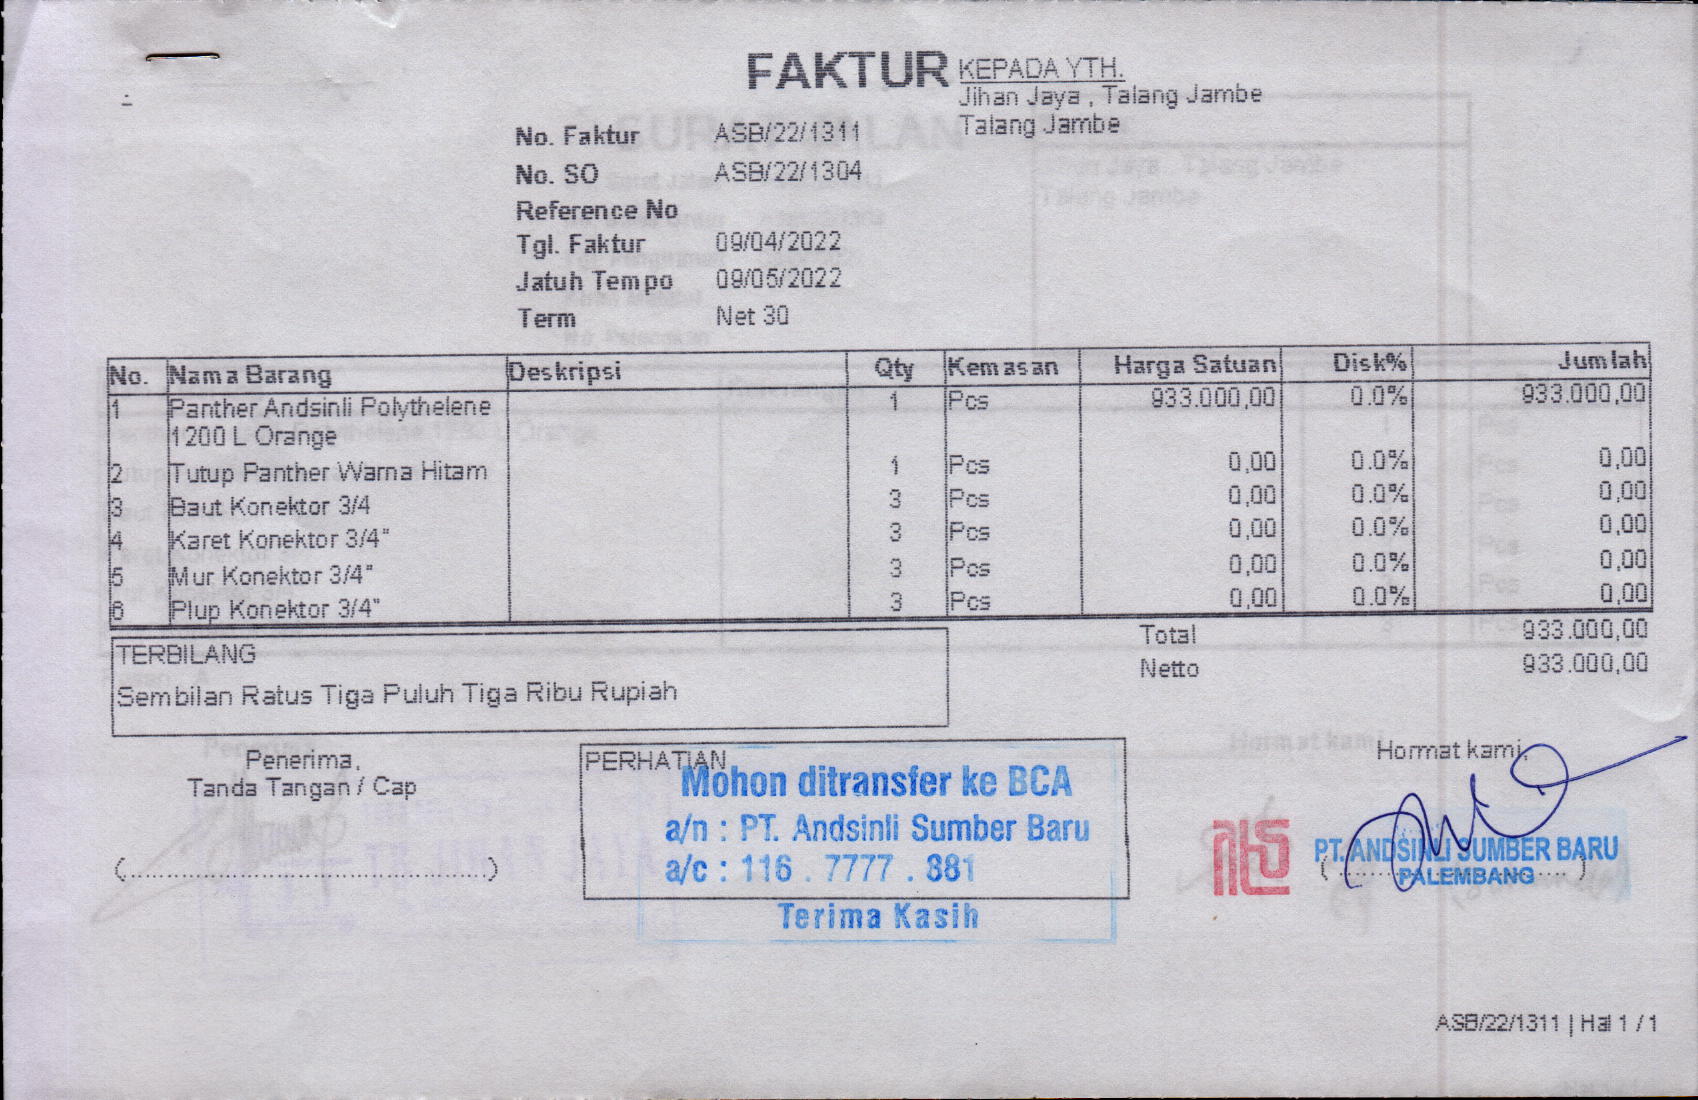 FAKTUR
KEPADA YTH.
Jihan Jaya , Talang Jambe
Talang Jambe
No. Faktur ASB/22/1311
No. SO ASB/22/1304
Reference No
Tgl. Faktur 09/04/2022
Jatuh Tempo 09/05/2022
Term Net 30
No. Nama Barang Deskripsi Qty Kemasan Harga Satuan Disk% Jumlah
1 Panther Andsinli Polythelene 1 Pcs 933.000,00 0.0% 933.000,00
1200 L Orange
2 Tutup Panther Warna Hitam 1 Pcs 0,00 0.0% 0,00
3 Baut Konektor 3/4 3 Pcs 0,00 0.0% 0,00
4 Karet Konektor 3/4" 3 Pcs 0,00 0.0% 0,00
5 Mur Konektor 3/4" 3 Pcs 0,00 0.0% 0,00
6 Plup Konektor 3/4" 3 Pcs 0,00 0.0% 0,00
Total 933.000,00
Netto 933.000,00
TERBILANG
Sembilan Ratus Tiga Puluh Tiga Ribu Rupiah
Penerima,
Tanda Tangan / Cap
(........................................................)
PERHATIAN
Mohon ditransfer ke BCA
a/n : PT. Andsinli Sumber Baru
a/c : 116 . 7777 . 881
Terima Kasih
Hormat kami,
PT. ANDSINLI SUMBER BARU
PALEMBANG
ASB/22/1311 | Hal 1 / 1